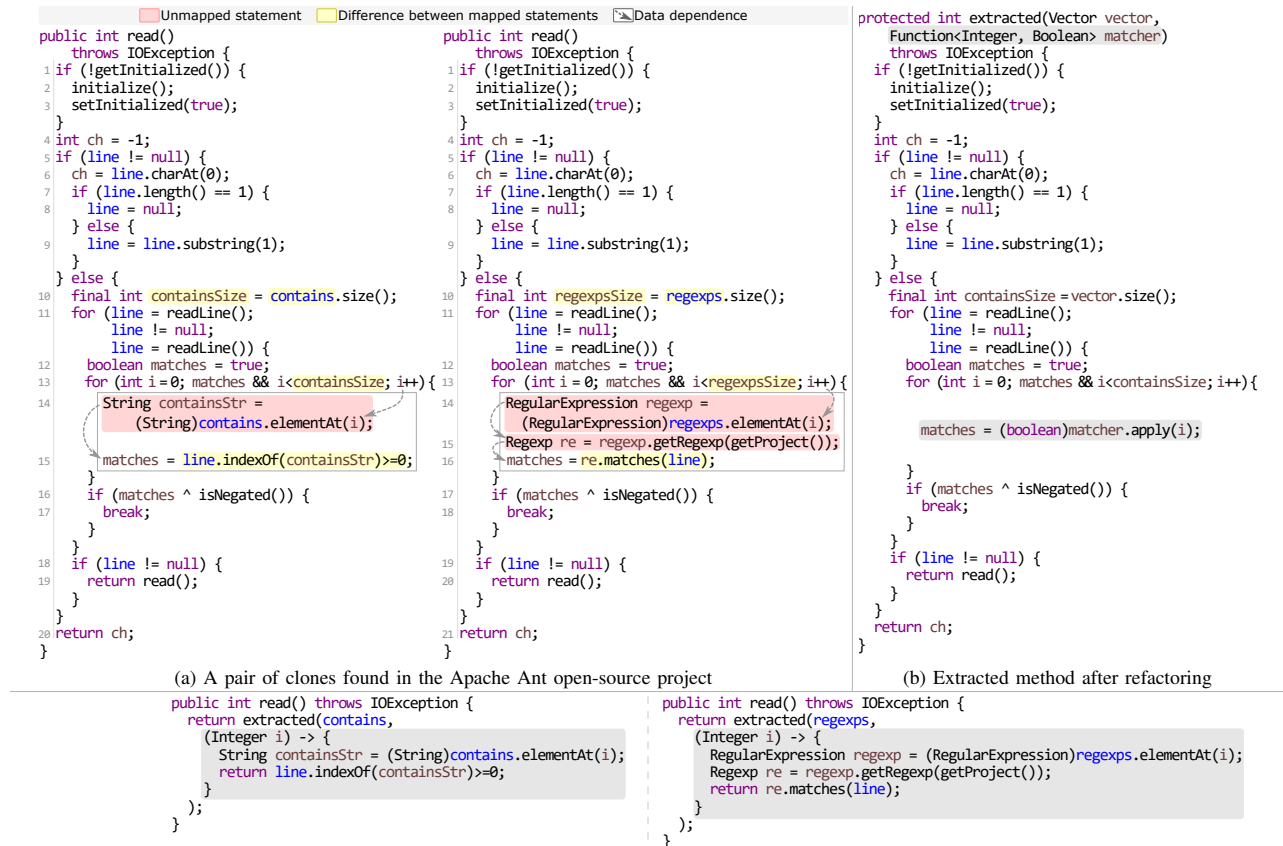 Unmapped statement Difference between mapped statements Data dependence
public int read()
throws IOException {
1 if (!getInitialized()) {
2 initialize();
3 setInitialized(true);
}
4 int ch = -1;
5 if (line != null) {
6 ch = line.charAt(0);
7 if (line.length() == 1) {
8 line = null;
} else {
9 line = line.substring(1);
}
} else {
10 final int containsSize = contains.size();
11 for (line = readLine();
line != null;
line = readLine()) {
12 boolean matches = true;
13 for (int i = 0; matches && i<containsSize; i++){
14 String containsStr =
(String)contains.elementAt(i);
15 matches = line.indexOf(containsStr)>=0;
}
16 if (matches ^ isNegated()) {
17 break;
}
}
18 if (line != null) {
19 return read();
}
}
20 return ch;
}
public int read()
throws IOException {
1 if (!getInitialized()) {
2 initialize();
3 setInitialized(true);
}
4 int ch = -1;
5 if (line != null) {
6 ch = line.charAt(0);
7 if (line.length() == 1) {
8 line = null;
} else {
9 line = line.substring(1);
}
} else {
10 final int regexpsSize = regexps.size();
11 for (line = readLine();
line != null;
line = readLine()) {
12 boolean matches = true;
13 for (int i = 0; matches && i<regexpsSize; i++){
14 RegularExpression regexp =
(RegularExpression)regexps.elementAt(i);
15 Regexp re = regexp.getRegexp(getProject());
16 matches = re.matches(line);
}
17 if (matches ^ isNegated()) {
18 break;
}
}
19 if (line != null) {
20 return read();
}
}
21 return ch;
}
(a) A pair of clones found in the Apache Ant open-source project
protected int extracted(Vector vector,
Function<Integer, Boolean> matcher)
throws IOException {
if (!getInitialized()) {
initialize();
setInitialized(true);
}
int ch = -1;
if (line != null) {
ch = line.charAt(0);
if (line.length() == 1) {
line = null;
} else {
line = line.substring(1);
}
} else {
final int containsSize = vector.size();
for (line = readLine();
line != null;
line = readLine()) {
boolean matches = true;
for (int i = 0; matches && i<containsSize; i++){
matches = (boolean)matcher.apply(i);
}
if (matches ^ isNegated()) {
break;
}
}
if (line != null) {
return read();
}
}
return ch;
}
(b) Extracted method after refactoring
public int read() throws IOException {
return extracted(contains,
(Integer i) -> {
String containsStr = (String)contains.elementAt(i);
return line.indexOf(containsStr)>=0;
}
);
}
public int read() throws IOException {
return extracted(regexps,
(Integer i) -> {
RegularExpression regexp = (RegularExpression)regexps.elementAt(i);
Regexp re = regexp.getRegexp(getProject());
return re.matches(line);
}
);
}